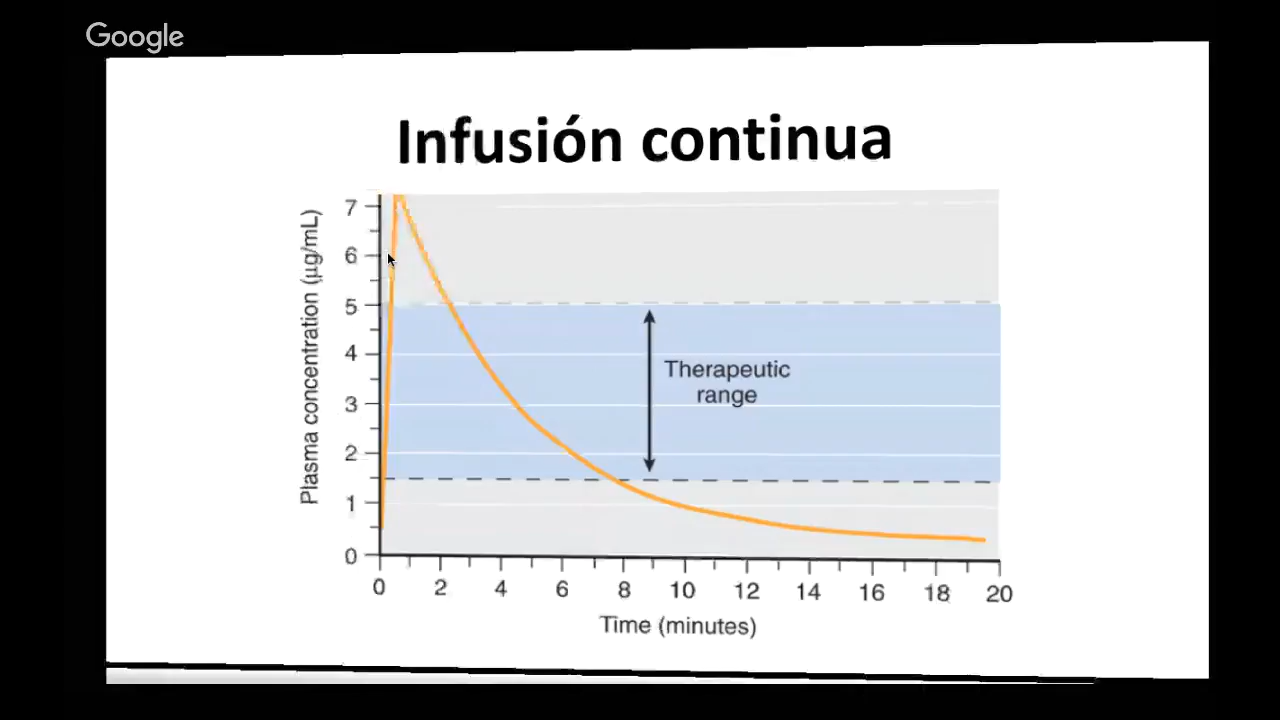 Google
Infusión continua
Plasma concentration (μg/mL)
7
6
5
4
3
2
1
0
Therapeutic
range
0 2 4 6 8 10 12 14 16 18 20
Time (minutes)